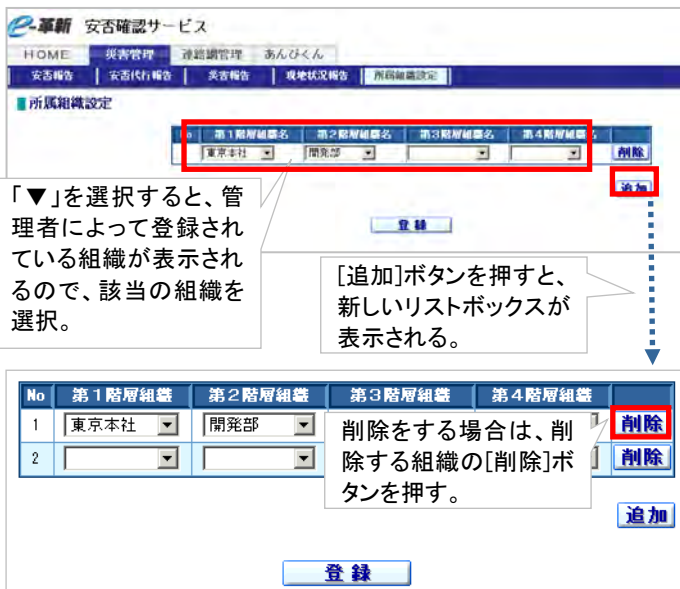 e-革新 安否確認サービス
HOME 災害管理 連絡網管理 あんぴくん
安否報告 安否代行報告 災害報告 現地状況報告 所属組織設定
所属組織設定
No 第1階層組織名 第2階層組織名 第3階層組織名 第4階層組織名
東京本社 開発部 削除
追加
登録
「▼」を選択すると、管
理者によって登録され
ている組織が表示され
るので、該当の組織を
選択。
[追加]ボタンを押すと、
新しいリストボックスが
表示される。
No 第1階層組織 第2階層組織 第3階層組織 第4階層組織
1 東京本社 開発部 削除
2 削除
削除をする場合は、削
除する組織の[削除]ボ
タンを押す。
追加
登録